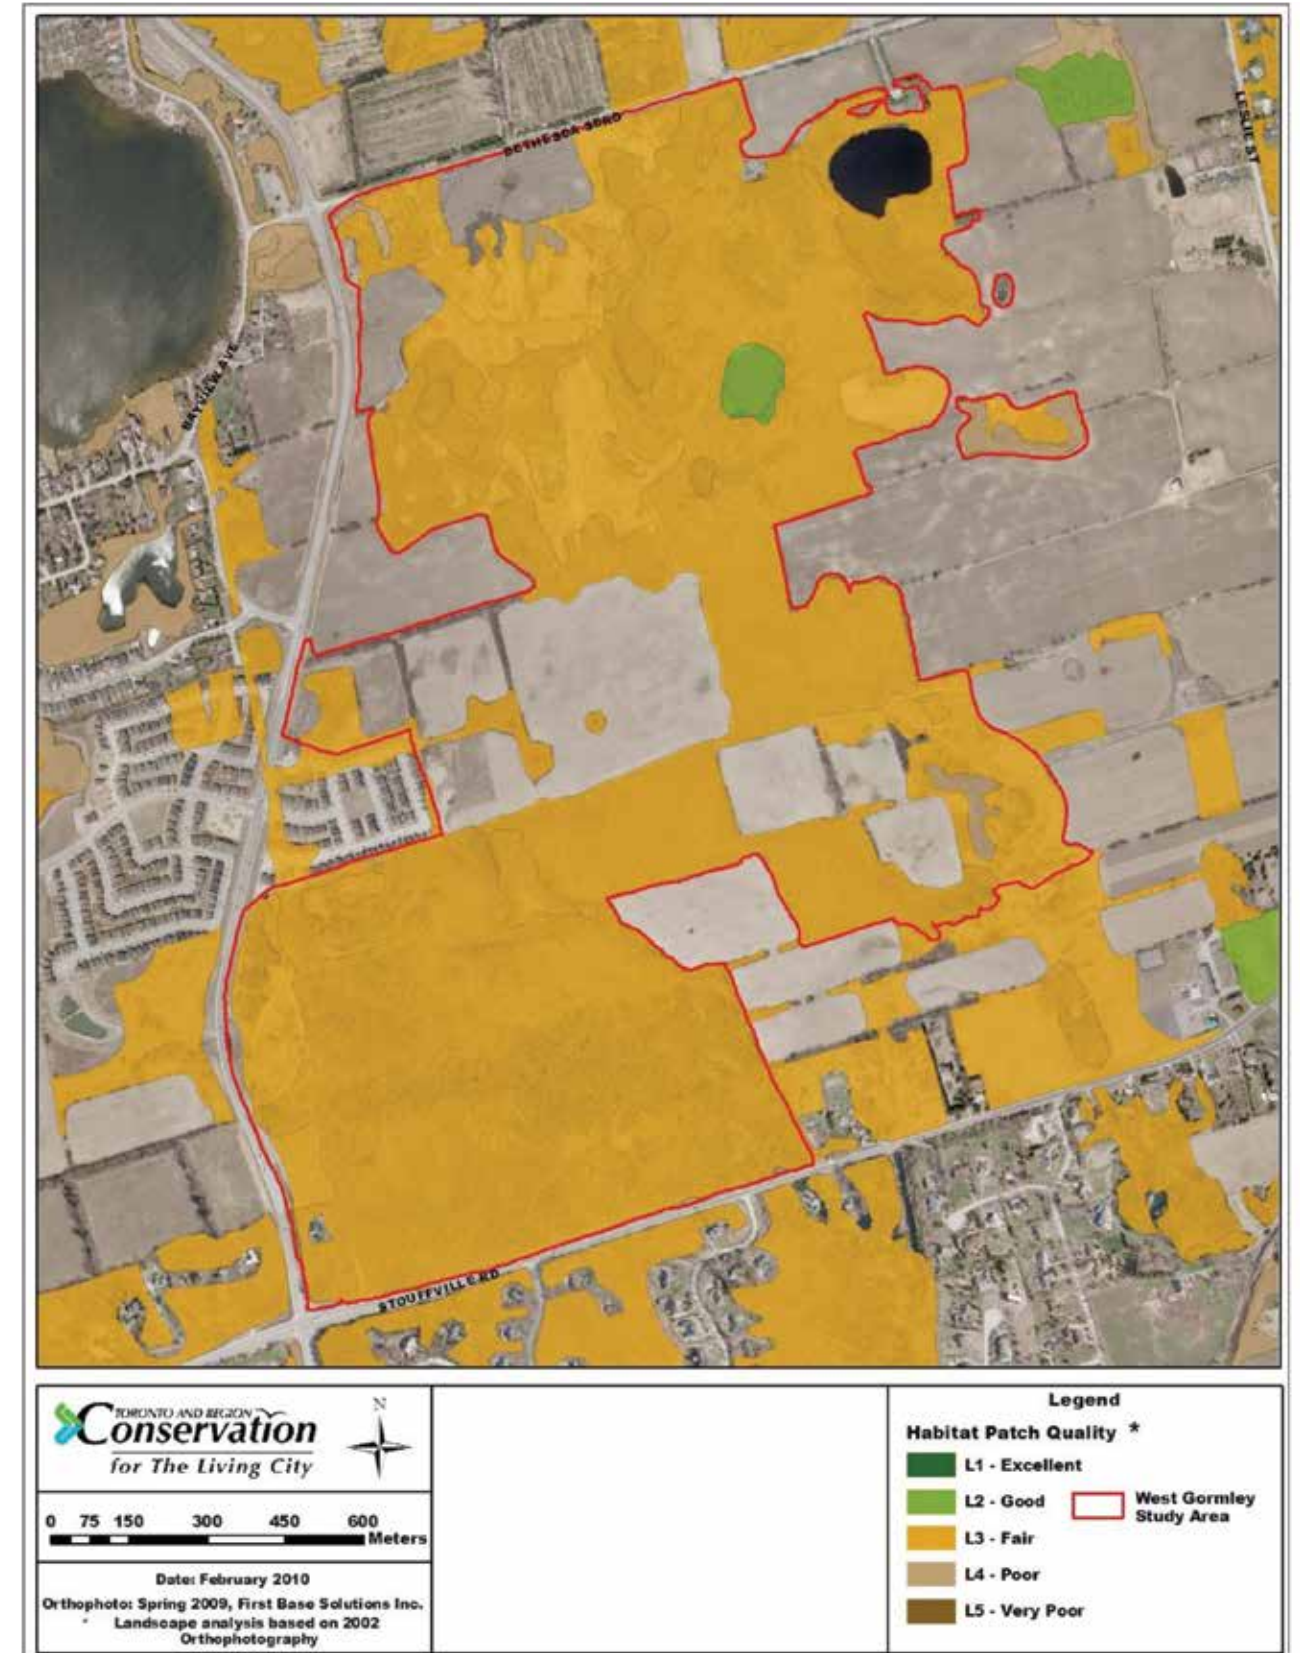 BETHESDA SDRD
LESLIE ST
BAYVIEW AVE
STOUFFVILLE RD
TORONTO AND REGION
Conservation
for The Living City
N
0 75 150 300 450 600
Meters
Date: February 2010
Orthophoto: Spring 2009, First Base Solutions Inc.
* Landscape analysis based on 2002
Orthophotography
Legend
Habitat Patch Quality *
L1 - Excellent
L2 - Good
L3 - Fair
L4 - Poor
L5 - Very Poor
West Gormley
Study Area